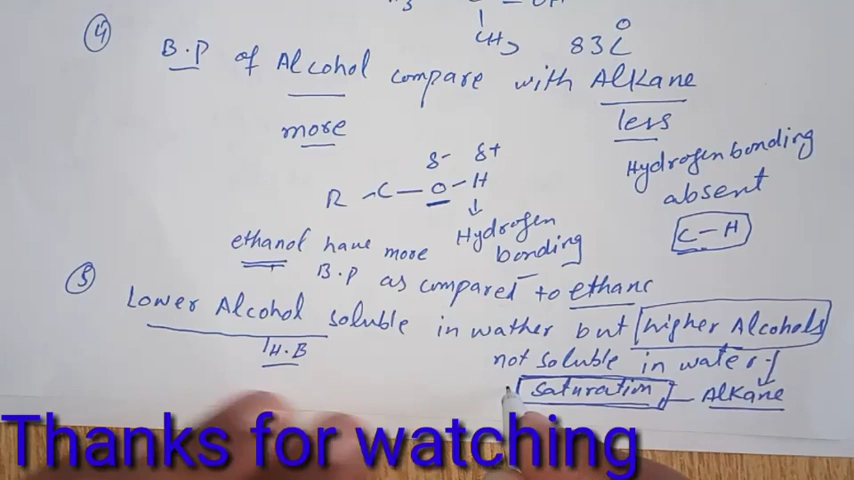 OH
CH3 83°C
(4) B.P of Alcohol compare with Alkane
more less
δ- δ+
R - C - O - H
Hydrogen bonding
Hydrogen bonding absent
C-H
ethanol have more B.P as compared to ethane
(5) Lower Alcohol soluble in wather but higher Alcohols
H.B not soluble in water
saturation - Alkane
Thanks for watching